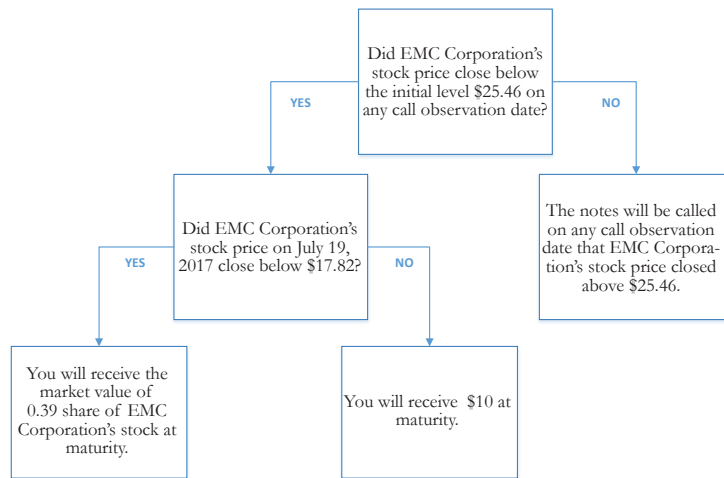 Did EMC Corporation's
stock price close below
the initial level $25.46 on
any call observation date?
YES
NO
Did EMC Corporation's
stock price on July 19,
2017 close below $17.82?
The notes will be called
on any call observation
date that EMC Corpora-
tion's stock price closed
above $25.46.
YES
NO
You will receive the
market value of
0.39 share of EMC
Corporation's stock at
maturity.
You will receive $10 at
maturity.